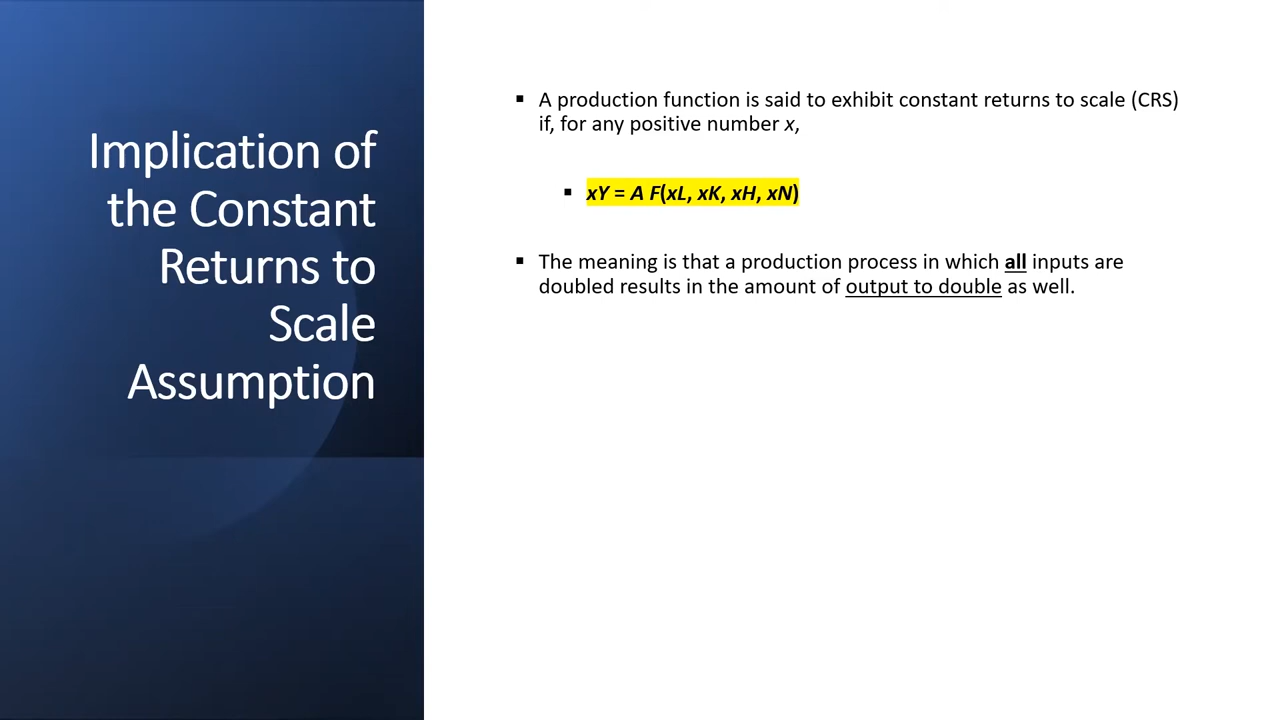 Implication of
the Constant
Returns to
Scale
Assumption
▪ A production function is said to exhibit constant returns to scale (CRS)
if, for any positive number x,
▪ xY = A F(xL, xK, xH, xN)
▪ The meaning is that a production process in which all inputs are
doubled results in the amount of output to double as well.